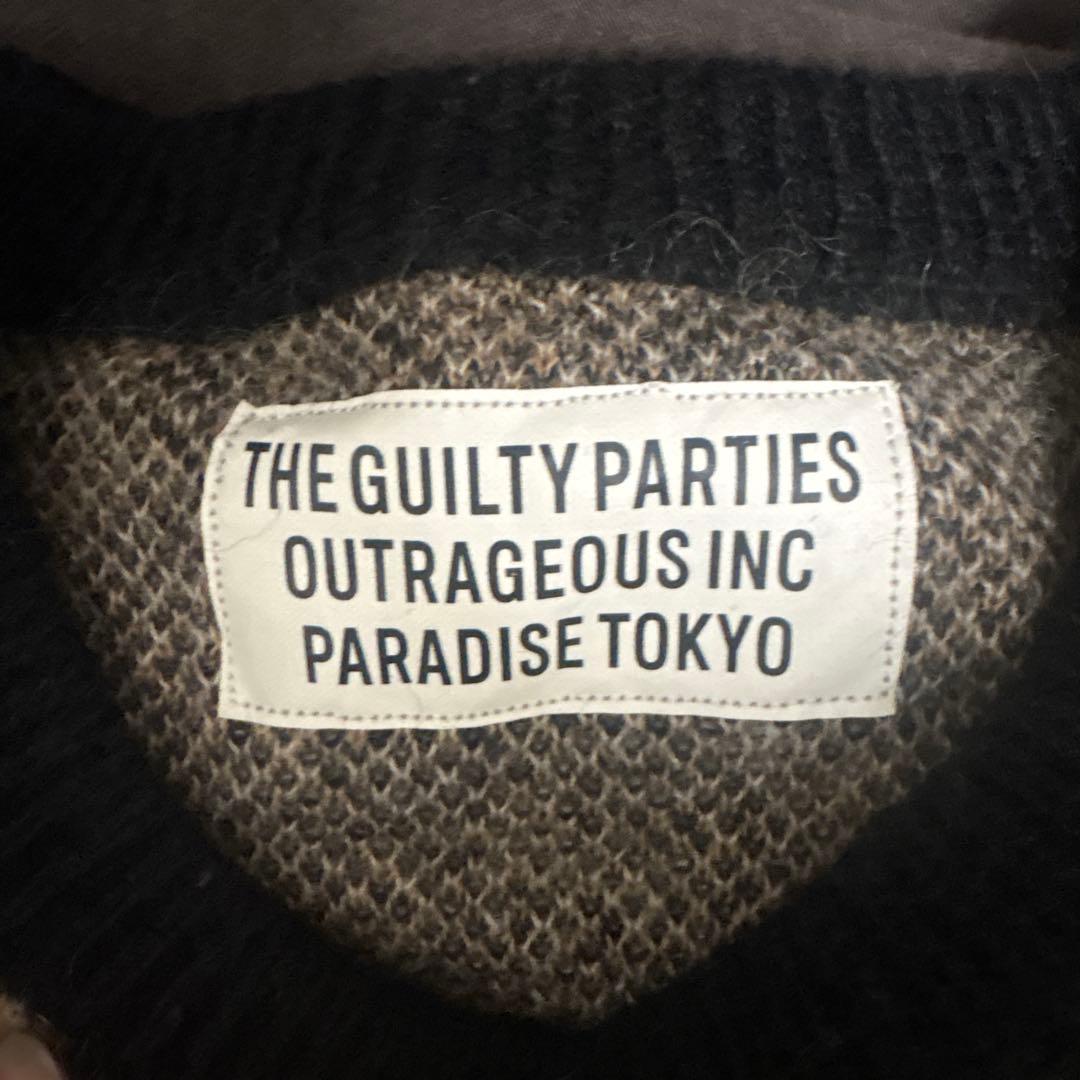 THE GUILTY PARTIES
OUTRAGEOUS INC
PARADISE TOKYO